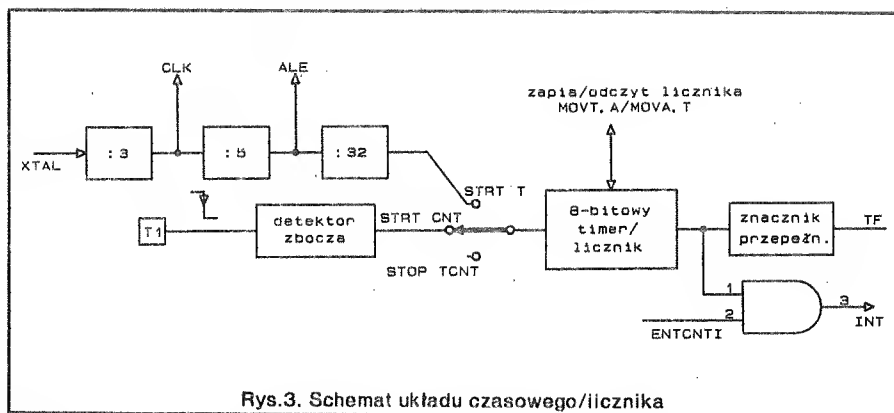 CLK
ALE
zapis/odczyt licznika
MOVT, A/MOVA, T
XTAL
:3
:5
:32
STRT T
T1
detektor
zbocza
STRT CNT
STOP TCNT
8-bitowy
timer/
licznik
znacznik
przepełn.
TF
1
2
3
ENTCNTI
INT
Rys.3. Schemat układu czasowego/licznika